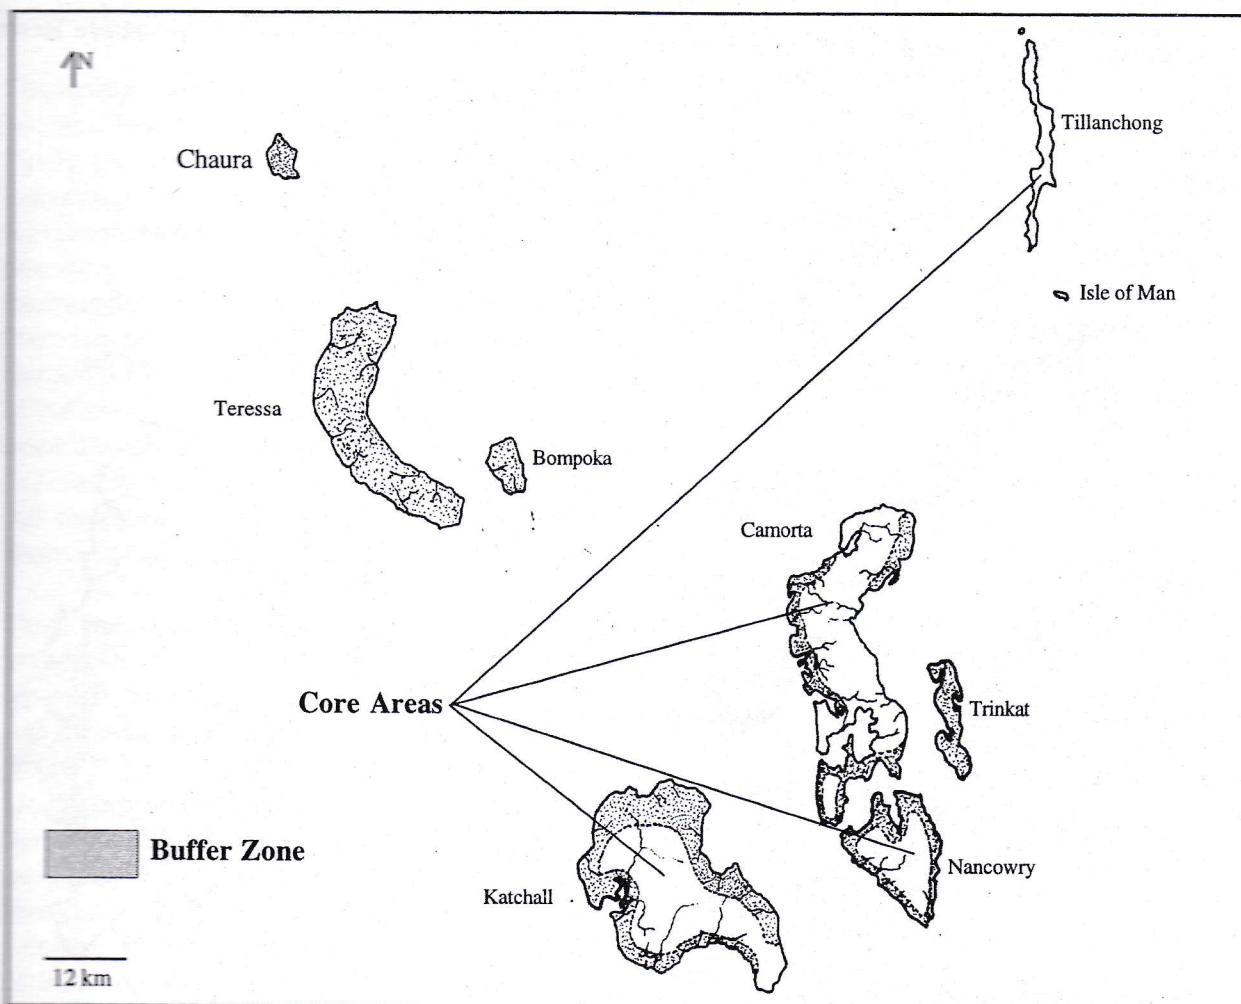 N
Tillanchong
Chaura
Isle of Man
Teressa
Bompoka
Camorta
Core Areas
Trinkat
Buffer Zone
Nancowry
Katchall
12 km